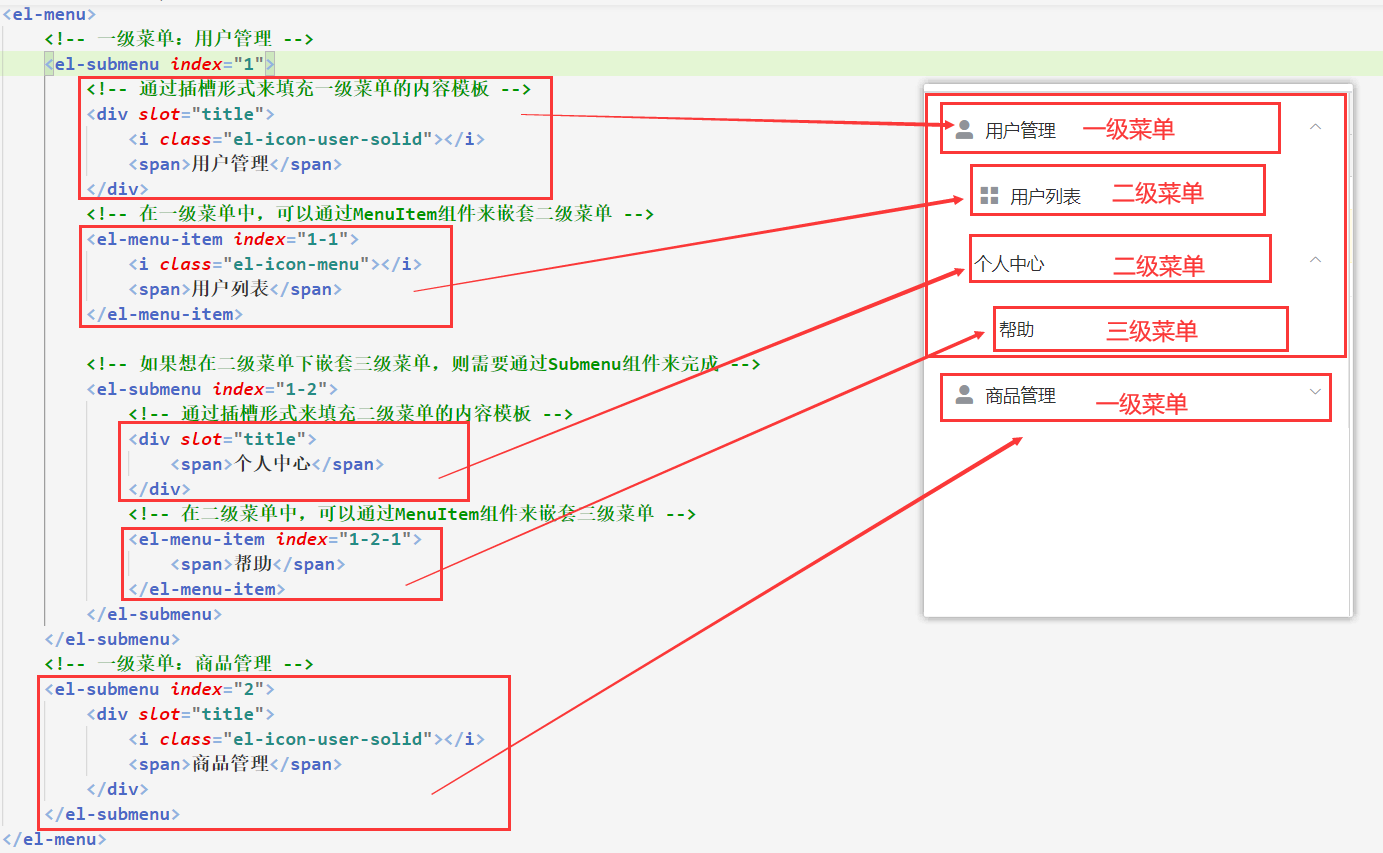 <el-menu>
<!-- 一级菜单：用户管理 -->
<el-submenu index="1">
<!-- 通过插槽形式来填充一级菜单的内容模板 -->
<div slot="title">
<i class="el-icon-user-solid"></i>
<span>用户管理</span>
</div>
<!-- 在一级菜单中，可以通过MenuItem组件来嵌套二级菜单 -->
<el-menu-item index="1-1">
<i class="el-icon-menu"></i>
<span>用户列表</span>
</el-menu-item>
<!-- 如果想在二级菜单下嵌套三级菜单，则需要通过Submenu组件来完成 -->
<el-submenu index="1-2">
<!-- 通过插槽形式来填充二级菜单的内容模板 -->
<div slot="title">
<span>个人中心</span>
</div>
<!-- 在二级菜单中，可以通过MenuItem组件来嵌套三级菜单 -->
<el-menu-item index="1-2-1">
<span>帮助</span>
</el-menu-item>
</el-submenu>
</el-submenu>
<!-- 一级菜单：商品管理 -->
<el-submenu index="2">
<div slot="title">
<i class="el-icon-user-solid"></i>
<span>商品管理</span>
</div>
</el-submenu>
</el-menu>
用户管理 一级菜单
用户列表 二级菜单
个人中心 二级菜单
帮助 三级菜单
商品管理 一级菜单